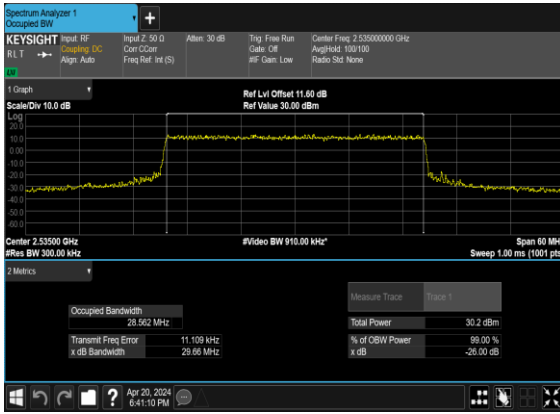 Spectrum Analyzer 1
Occupied BW
KEYSIGHT Input: RF Input Z: 50 Ω Atten: 30 dB Trig: Free Run Center Freq: 2.535000000 GHz
RLT Coupling: DC Corr CCorr Gate: Off Avg|Hold: 100/100
Align: Auto Freq Ref: Int (S) #IF Gain: Low Radio Std: None
LW
1 Graph
Ref Lvl Offset 11.60 dB
Scale/Div 10.0 dB Ref Value 30.00 dBm
Log
20.0
10.0
0.00
-10.0
-20.0
-30.0
-40.0
-50.0
-60.0
Center 2.53500 GHz #Video BW 910.00 kHz* Span 60 MH
#Res BW 300.00 kHz Sweep 1.00 ms (1001 pts
2 Metrics
Measure Trace Trace 1
Occupied Bandwidth
28.562 MHz Total Power 30.2 dBm
Transmit Freq Error 11.109 kHz % of OBW Power 99.00 %
x dB Bandwidth 29.66 MHz x dB -26.00 dB
?
Apr 20, 2024
6:41:10 PM